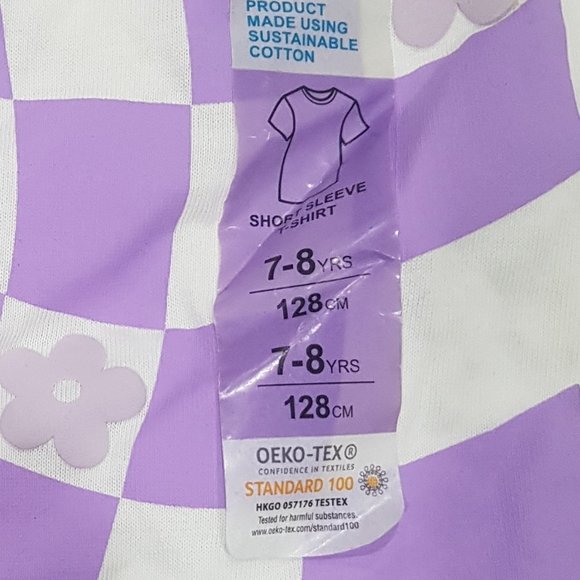 PRODUCT
MADE USING
SUSTAINABLE
COTTON
SHORT SLEEVE
T-SHIRT
7-8YRS
128CM
7-8YRS
128CM
OEKO-TEX®
CONFIDENCE IN TEXTILES
STANDARD 100
HKGO 057176 TESTEX
Tested for harmful substances.
www.oeko-tex.com/standard100